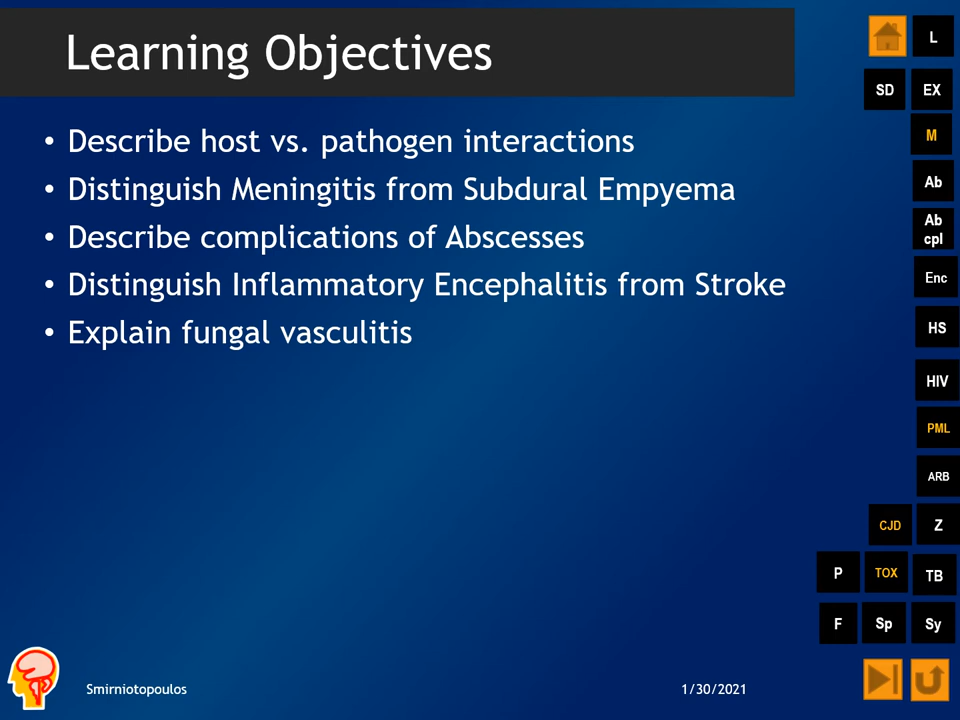 Learning Objectives
• Describe host vs. pathogen interactions
• Distinguish Meningitis from Subdural Empyema
• Describe complications of Abscesses
• Distinguish Inflammatory Encephalitis from Stroke
• Explain fungal vasculitis
L
SD
EX
M
Ab
Ab
cpl
Enc
HS
HIV
PML
ARB
CJD
Z
P
TOX
TB
F
Sp
Sy
Smirniotopoulos
1/30/2021